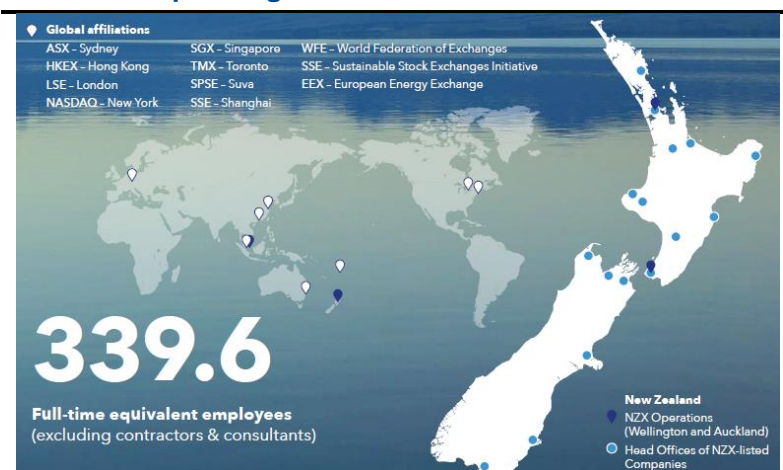 Global affiliations
ASX – Sydney
HKEX – Hong Kong
LSE – London
NASDAQ – New York
SGX – Singapore
TMX – Toronto
SPSE – Suva
SSE – Shanghai
WFE – World Federation of Exchanges
SSE – Sustainable Stock Exchanges Initiative
EEX – European Energy Exchange
339.6
Full-time equivalent employees
(excluding contractors & consultants)
New Zealand
NZX Operations
(Wellington and Auckland)
Head Offices of NZX-listed
Companies